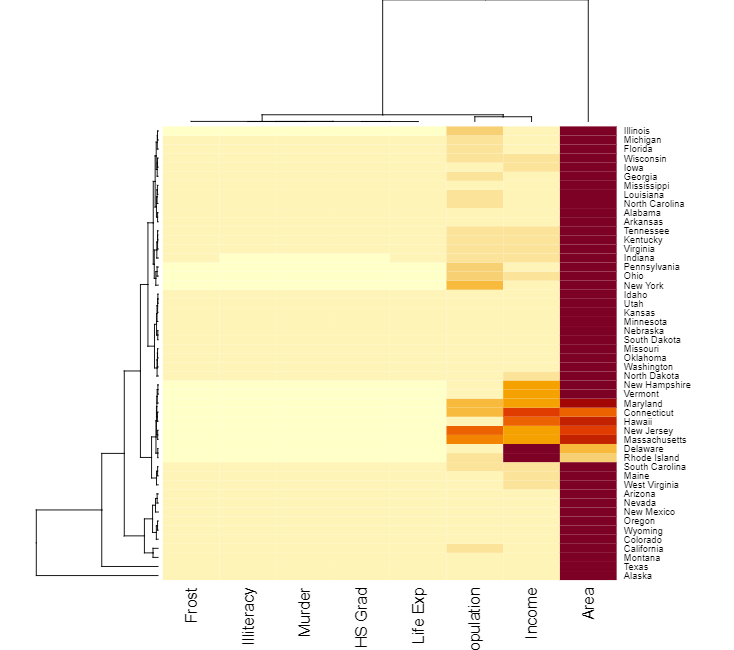 Illinois
Michigan
Florida
Wisconsin
Iowa
Georgia
Mississippi
Louisiana
North Carolina
Alabama
Arkansas
Tennessee
Kentucky
Virginia
Indiana
Pennsylvania
Ohio
New York
Idaho
Utah
Kansas
Minnesota
Nebraska
South Dakota
Missouri
Oklahoma
Washington
North Dakota
New Hampshire
Vermont
Maryland
Connecticut
Hawaii
New Jersey
Massachusetts
Delaware
Rhode Island
South Carolina
Maine
West Virginia
Arizona
Nevada
New Mexico
Oregon
Wyoming
Colorado
California
Montana
Texas
Alaska
Frost
Illiteracy
Murder
HS Grad
Life Exp
opulation
Income
Area